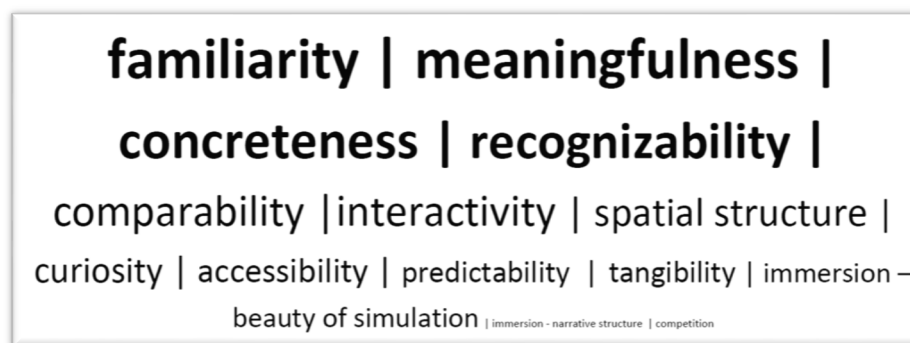 familiarity | meaningfulness |
concreteness | recognizability |
comparability |interactivity | spatial structure |
curiosity | accessibility | predictability | tangibility | immersion –
beauty of simulation | immersion - narrative structure | competition